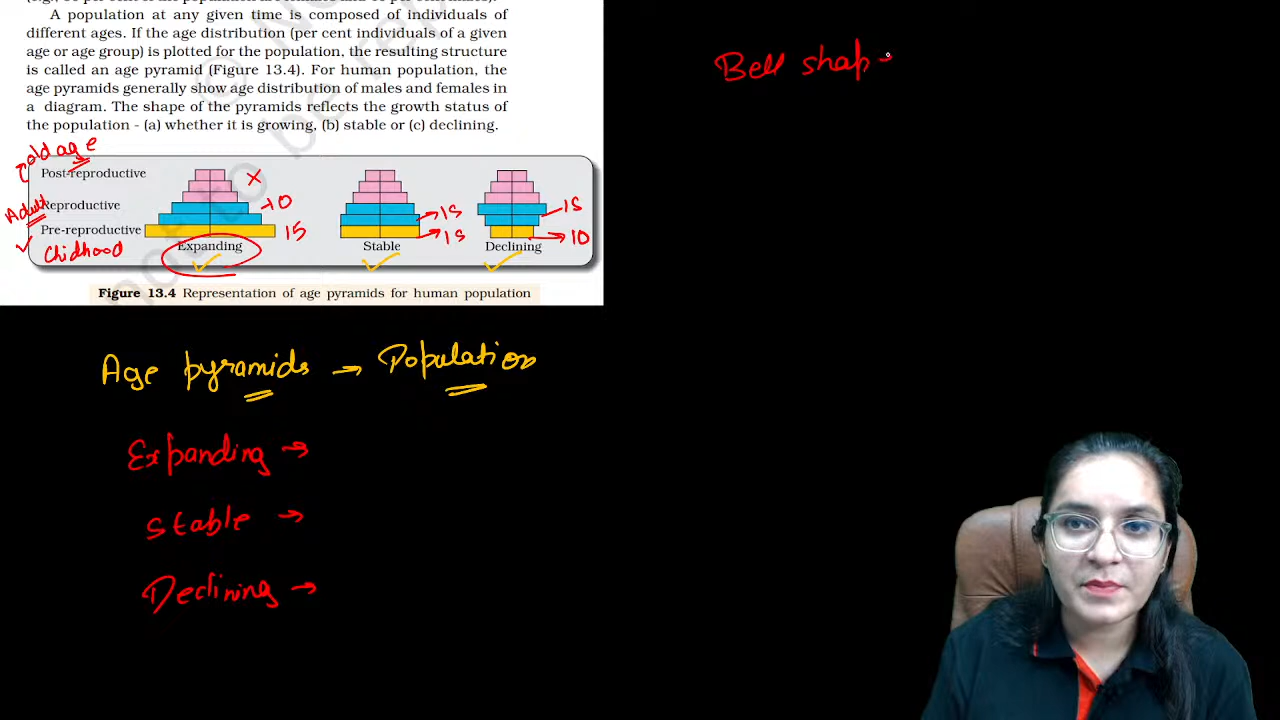 A population at any given time is composed of individuals of
different ages. If the age distribution (per cent individuals of a given
age or age group) is plotted for the population, the resulting structure
is called an age pyramid (Figure 13.4). For human population, the
age pyramids generally show age distribution of males and females in
a diagram. The shape of the pyramids reflects the growth status of
the population - (a) whether it is growing, (b) stable or (c) declining.
old age
Post-reproductive
Adult
Reproductive
Pre-reproductive
Chidhood
x
10
15
Expanding
15
15
Stable
15
10
Declining
Figure 13.4 Representation of age pyramids for human population
Age pyramids → Population
Expanding →
Stable →
Declining →
Bell shap